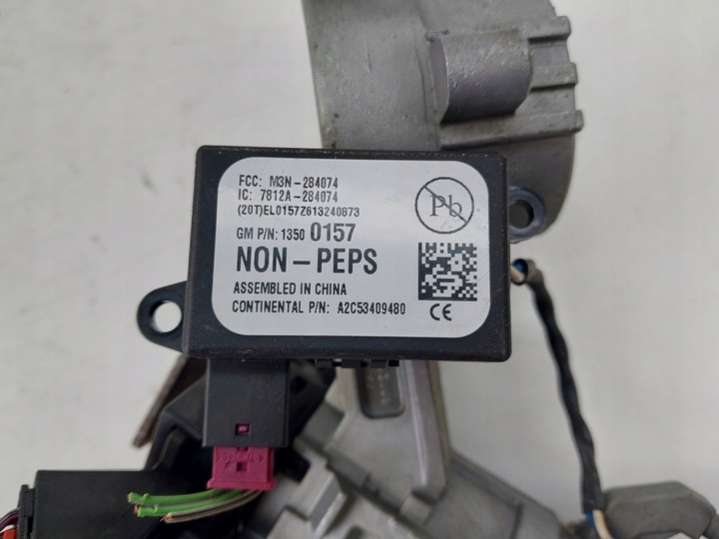 FCC: M3N-284074
IC: 7812A-284074
(20T)EL0157Z613240873
GM P/N: 1350 0157
NON-PEPS
ASSEMBLED IN CHINA
CONTINENTAL P/N: A2C53409480
Pb
CE